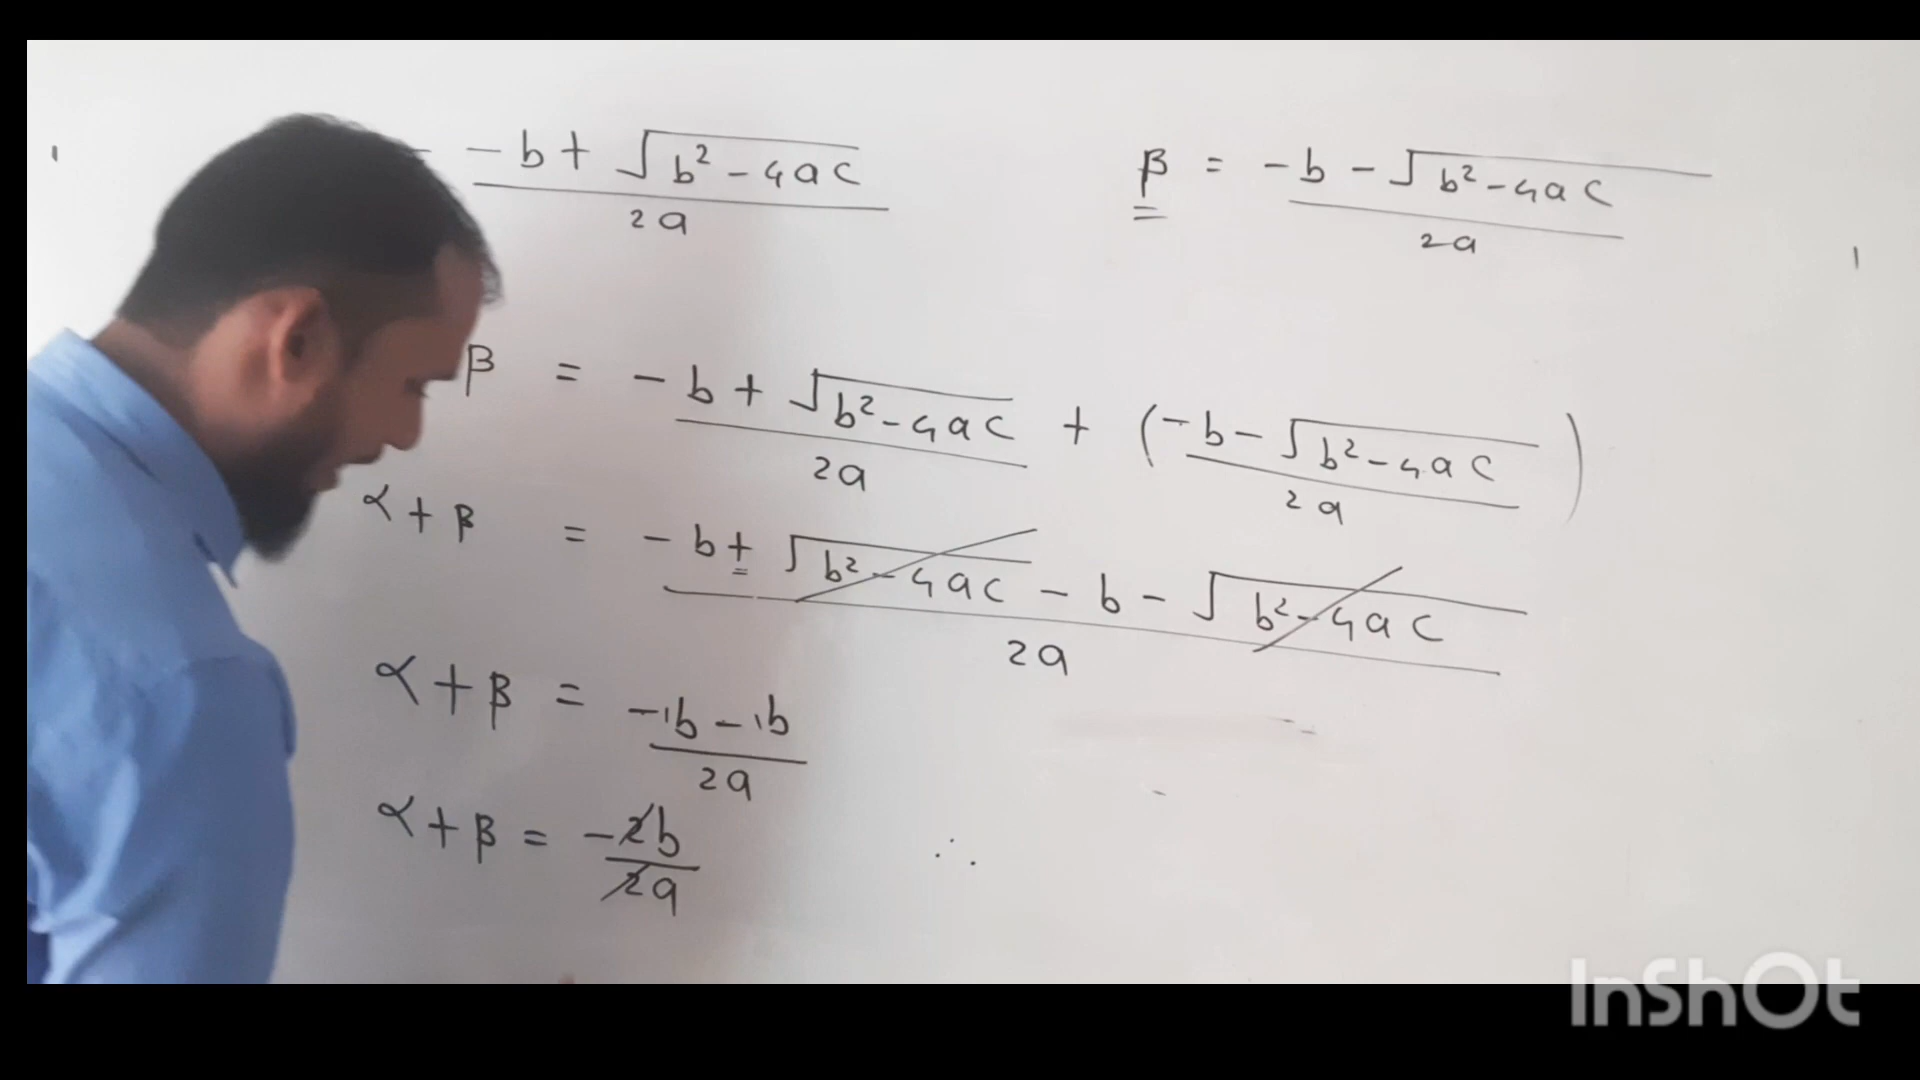 -b + √b² - 4ac / 2a    β = -b - √b² - 4ac / 2a
β = -b + √b² - 4ac / 2a + (-b - √b² - 4ac / 2a)
α + β = -b + √b² - 4ac - b - √b² - 4ac / 2a
α + β = -1b - 1b / 2a
α + β = -2b / 2a    ∴
InShOt